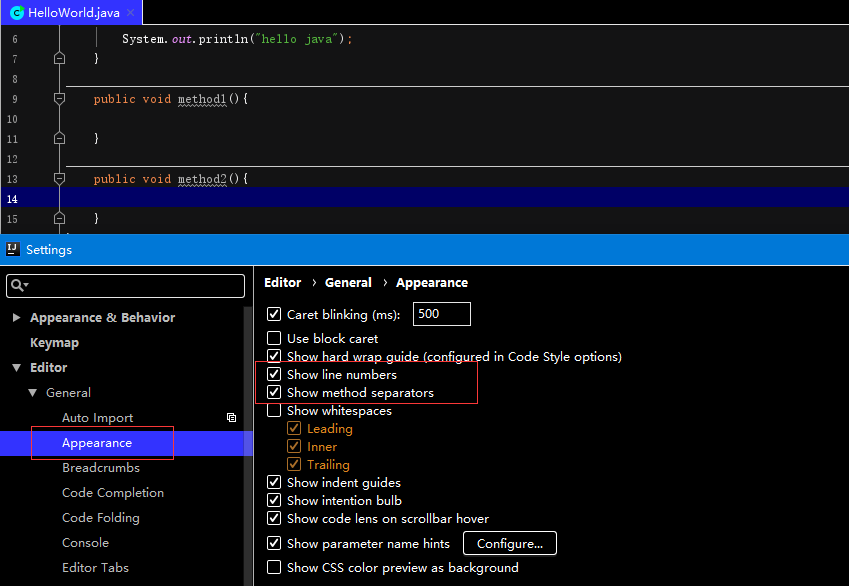 HelloWorld.java
6 System.out.println("hello java");
7 }
8
9 public void method1(){
10
11 }
12
13 public void method2(){
14
15 }
IJ Settings
Editor › General › Appearance
Appearance & Behavior
Keymap
Editor
General
Auto Import
Appearance
Breadcrumbs
Code Completion
Code Folding
Console
Editor Tabs
Caret blinking (ms): 500
Use block caret
Show hard wrap guide (configured in Code Style options)
Show line numbers
Show method separators
Show whitespaces
Leading
Inner
Trailing
Show indent guides
Show intention bulb
Show code lens on scrollbar hover
Show parameter name hints Configure...
Show CSS color preview as background